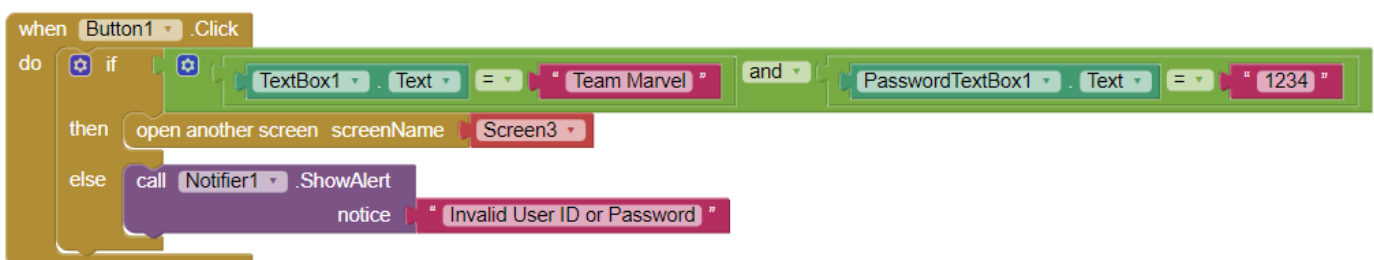 when Button1 .Click
do if TextBox1 . Text = " Team Marvel " and PasswordTextBox1 . Text = " 1234 "
then open another screen screenName Screen3
else call Notifier1 .ShowAlert
notice " Invalid User ID or Password "